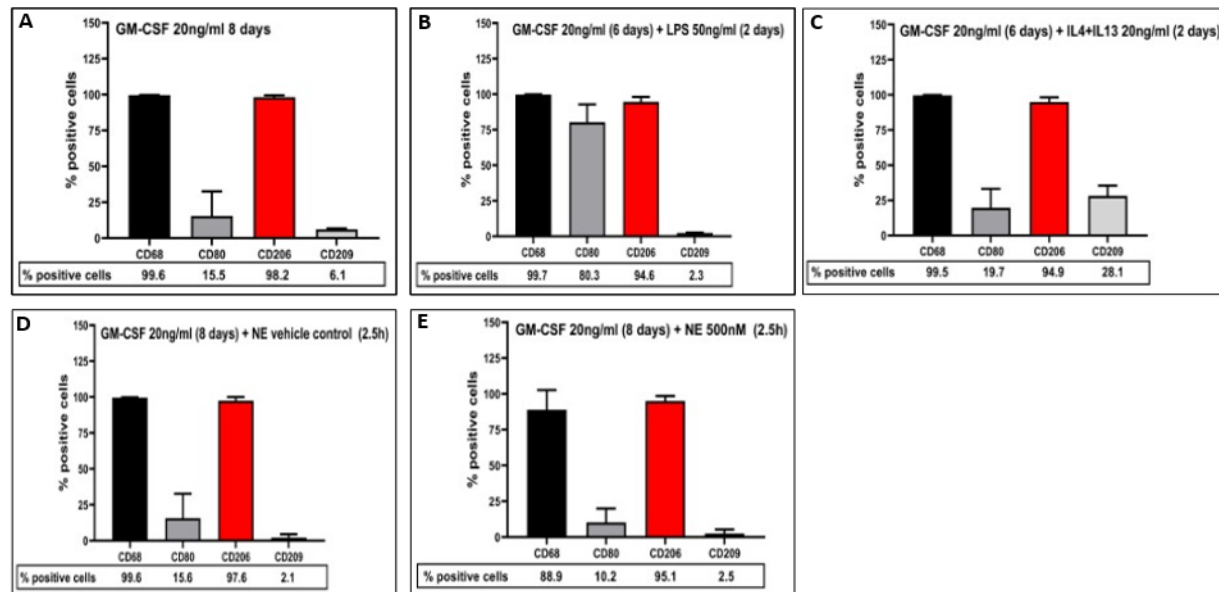 A
GM-CSF 20ng/ml 8 days
% positive cells
150
125
100
75
50
25
0
CD68 CD80 CD206 CD209
% positive cells 99.6 15.5 98.2 6.1
B
GM-CSF 20ng/ml (6 days) + LPS 50ng/ml (2 days)
% positive cells
150
125
100
75
50
25
0
CD68 CD80 CD206 CD209
% positive cells 99.7 80.3 94.6 2.3
C
GM-CSF 20ng/ml (6 days) + IL4+IL13 20ng/ml (2 days)
% positive cells
150
125
100
75
50
25
0
CD68 CD80 CD206 CD209
% positive cells 99.5 19.7 94.9 28.1
D
GM-CSF 20ng/ml (8 days) + NE vehicle control (2.5h)
% positive cells
150
125
100
75
50
25
0
CD68 CD80 CD206 CD209
% positive cells 99.6 15.6 97.6 2.1
E
GM-CSF 20ng/ml (8 days) + NE 500nM (2.5h)
% positive cells
150
125
100
75
50
25
0
CD68 CD80 CD206 CD209
% positive cells 88.9 10.2 95.1 2.5